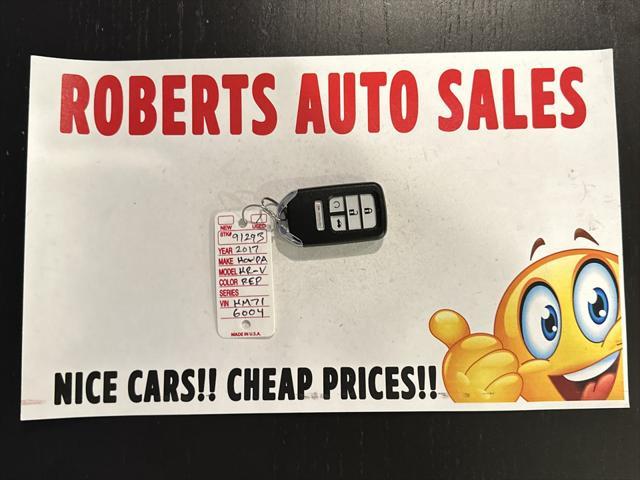 ROBERTS AUTO SALES
NEW USED
STK# 91295
YEAR 2017
MAKE HONDA
MODEL HR-V
COLOR RED
SERIES
VIN HM71
6004
MADE IN U.S.A.
NICE CARS!! CHEAP PRICES!!